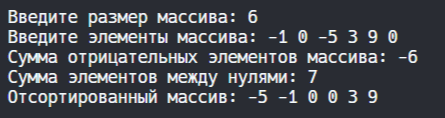 Введите размер массива: 6
Введите элементы массива: -1 0 -5 3 9 0
Сумма отрицательных элементов массива: -6
Сумма элементов между нулями: 7
Отсортированный массив: -5 -1 0 0 3 9